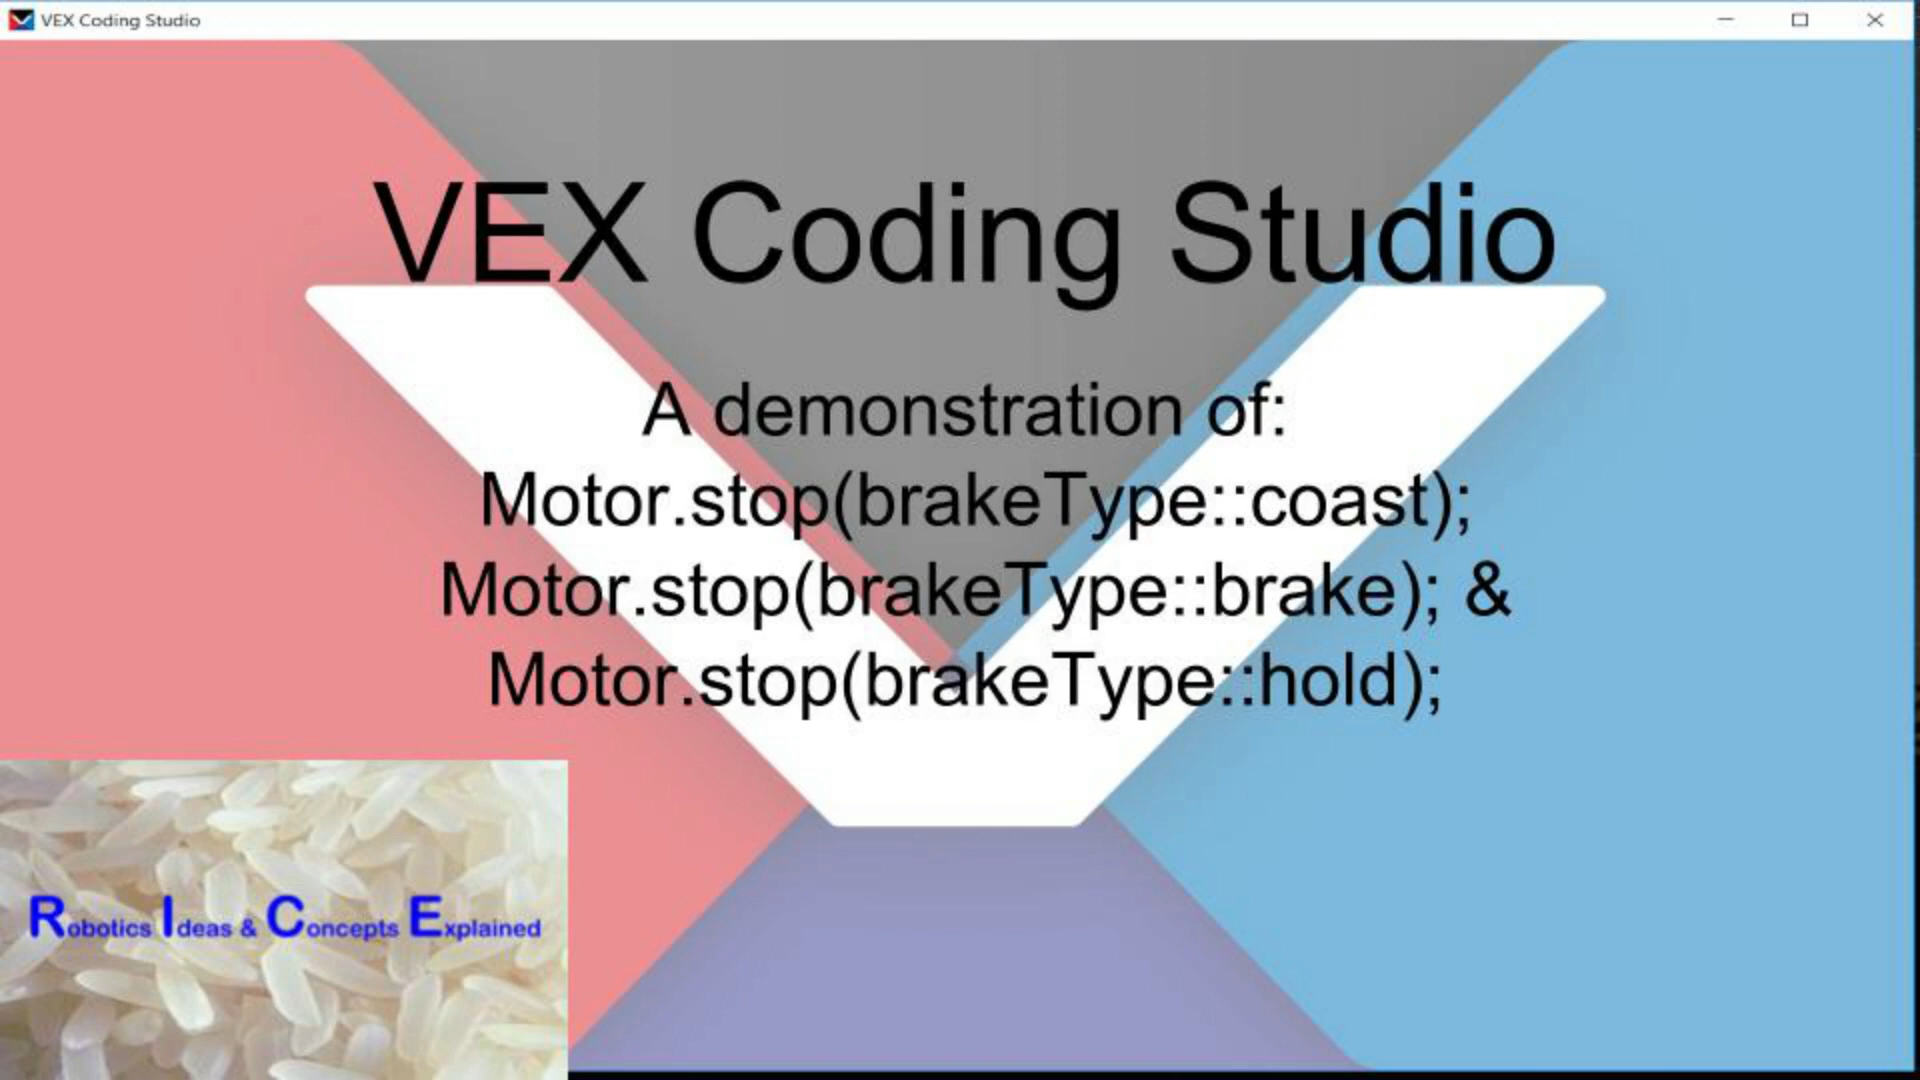 VEX Coding Studio
VEX Coding Studio
A demonstration of:
Motor.stop(brakeType::coast);
Motor.stop(brakeType::brake); &
Motor.stop(brakeType::hold);
Robotics Ideas & Concepts Explained